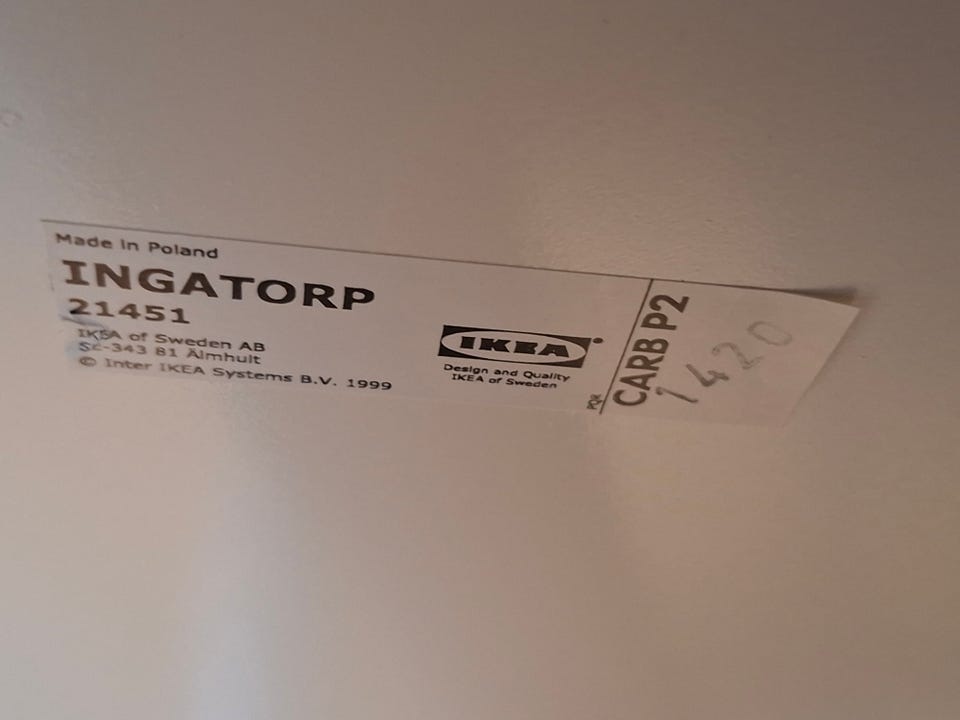 Made in Poland
INGATORP
21451
IKEA of Sweden AB
SE-343 81 Älmhult
© Inter IKEA Systems B.V. 1999
IKEA
Design and Quality
IKEA of Sweden
PQR
CARB P2
1420